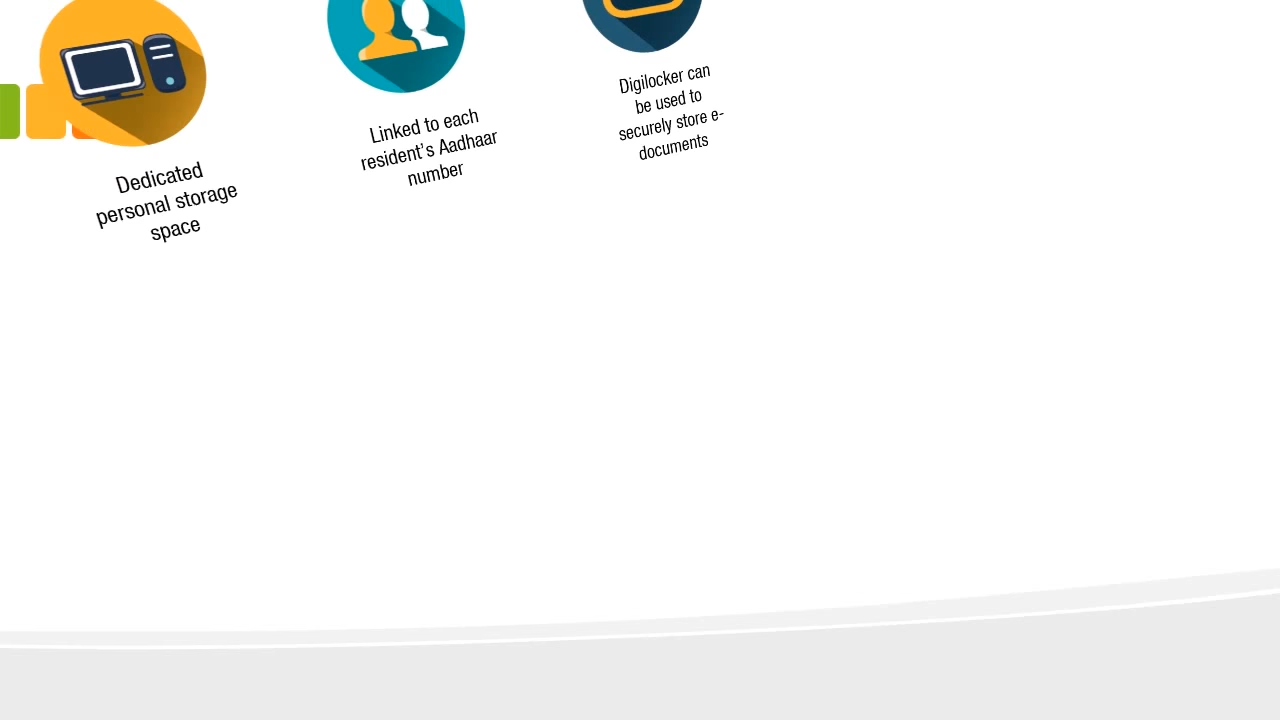 Dedicated
personal storage
space
Linked to each
resident's Aadhaar
number
Digilocker can
be used to
securely store e-
documents